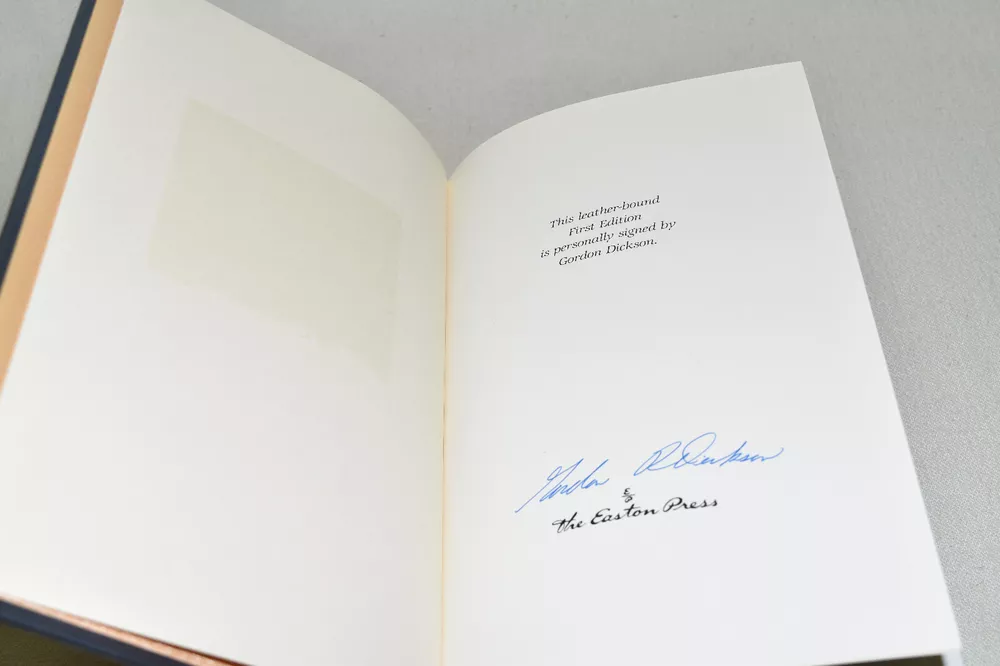 This leather-bound
First Edition
is personally signed by
Gordon Dickson.
Gordon R Dickson
the Easton Press